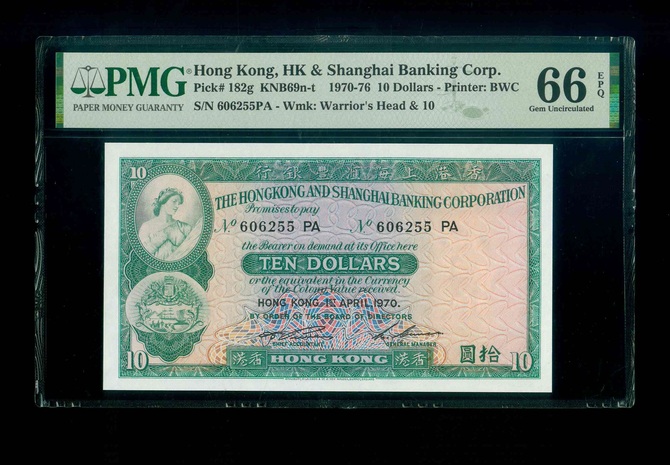 PMG®
PAPER MONEY GUARANTY
Hong Kong, HK & Shanghai Banking Corp.
Pick# 182g KNB69n-t 1970-76 10 Dollars - Printer: BWC
S/N 606255PA - Wmk: Warrior's Head & 10
66 EPQ
Gem Uncirculated
10
行銀豐滙海上港香
THE HONGKONG AND SHANGHAI BANKING CORPORATION
Promises to pay
No 606255 PA No 606255 PA
the Bearer on demand at its Office here
TEN DOLLARS
or the equivalent in the Currency
of the Colony Value received.
HONG KONG 1ST APRIL 1970.
BY ORDER OF THE BOARD OF DIRECTORS
CHIEF ACCOUNTANT GENERAL MANAGER
10 港香 HONG KONG 港香 圓拾 10